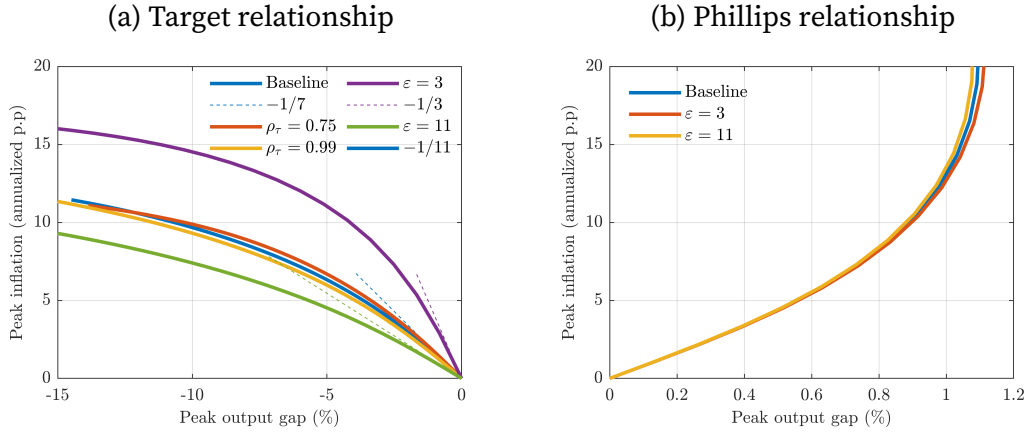 (a) Target relationship
20
15
10
5
0
-15
-10
-5
0
Peak inflation (annualized p.p)
Peak output gap (%)
Baseline
−1/7
ρτ = 0.75
ρτ = 0.99
ε = 3
−1/3
ε = 11
−1/11
(b) Phillips relationship
20
15
10
5
0
0
0.2
0.4
0.6
0.8
1
1.2
Peak inflation (annualized p.p)
Peak output gap (%)
Baseline
ε = 3
ε = 11